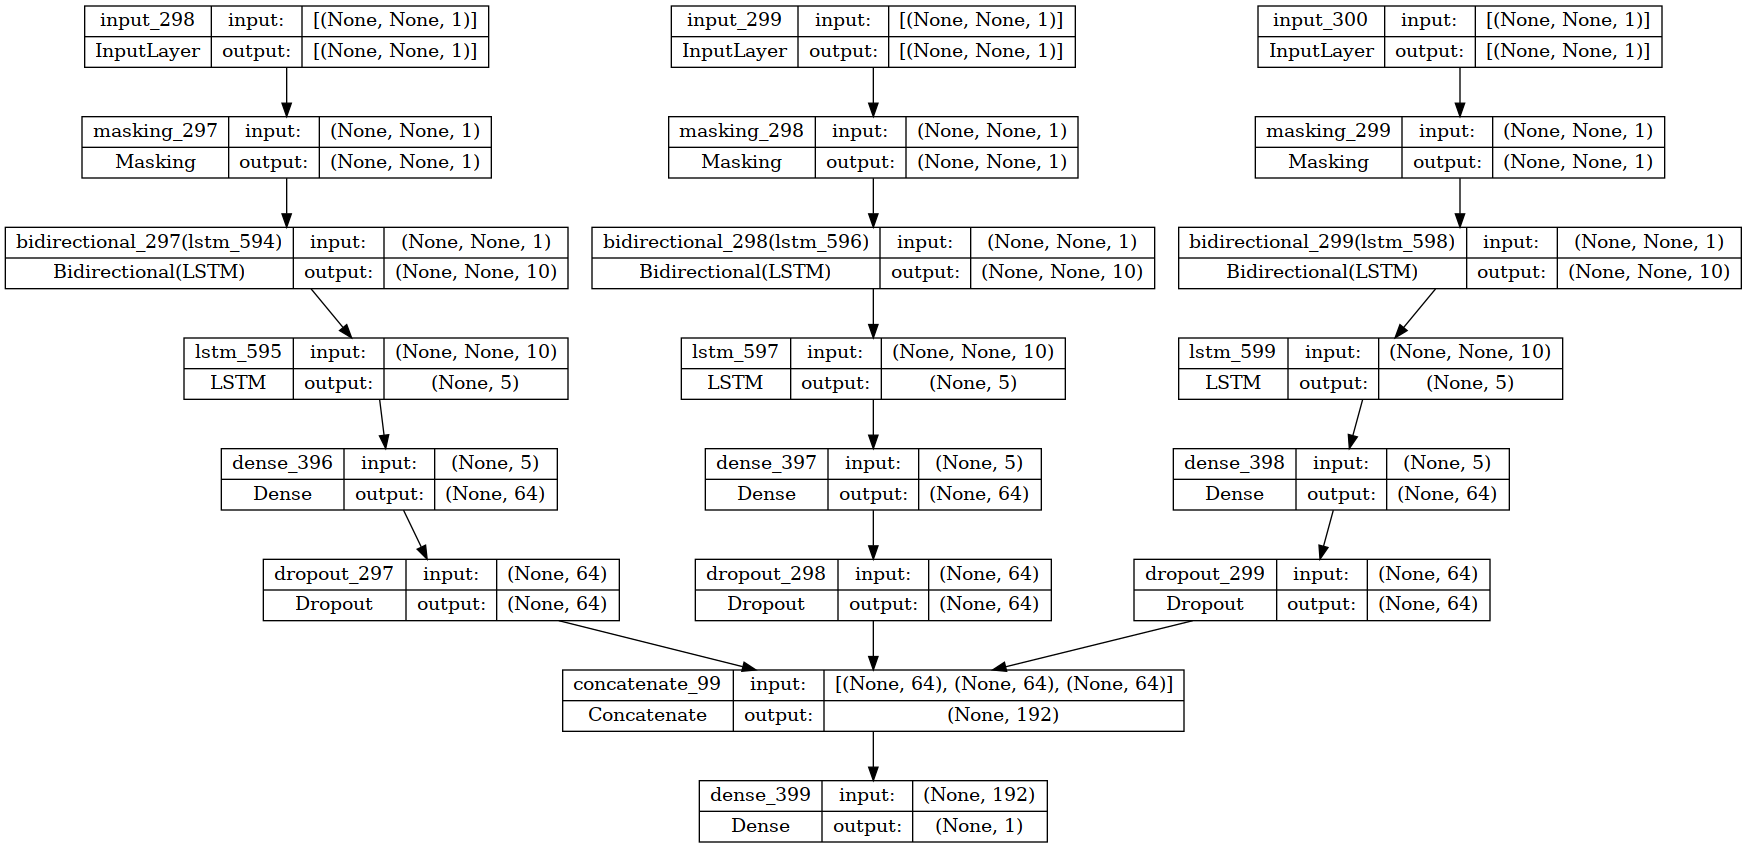 input_298 input: [(None, None, 1)]
InputLayer output: [(None, None, 1)]
input_299 input: [(None, None, 1)]
InputLayer output: [(None, None, 1)]
input_300 input: [(None, None, 1)]
InputLayer output: [(None, None, 1)]
masking_297 input: (None, None, 1)
Masking output: (None, None, 1)
masking_298 input: (None, None, 1)
Masking output: (None, None, 1)
masking_299 input: (None, None, 1)
Masking output: (None, None, 1)
bidirectional_297(lstm_594) input: (None, None, 1)
Bidirectional(LSTM) output: (None, None, 10)
bidirectional_298(lstm_596) input: (None, None, 1)
Bidirectional(LSTM) output: (None, None, 10)
bidirectional_299(lstm_598) input: (None, None, 1)
Bidirectional(LSTM) output: (None, None, 10)
lstm_595 input: (None, None, 10)
LSTM output: (None, 5)
lstm_597 input: (None, None, 10)
LSTM output: (None, 5)
lstm_599 input: (None, None, 10)
LSTM output: (None, 5)
dense_396 input: (None, 5)
Dense output: (None, 64)
dense_397 input: (None, 5)
Dense output: (None, 64)
dense_398 input: (None, 5)
Dense output: (None, 64)
dropout_297 input: (None, 64)
Dropout output: (None, 64)
dropout_298 input: (None, 64)
Dropout output: (None, 64)
dropout_299 input: (None, 64)
Dropout output: (None, 64)
concatenate_99 input: [(None, 64), (None, 64), (None, 64)]
Concatenate output: (None, 192)
dense_399 input: (None, 192)
Dense output: (None, 1)